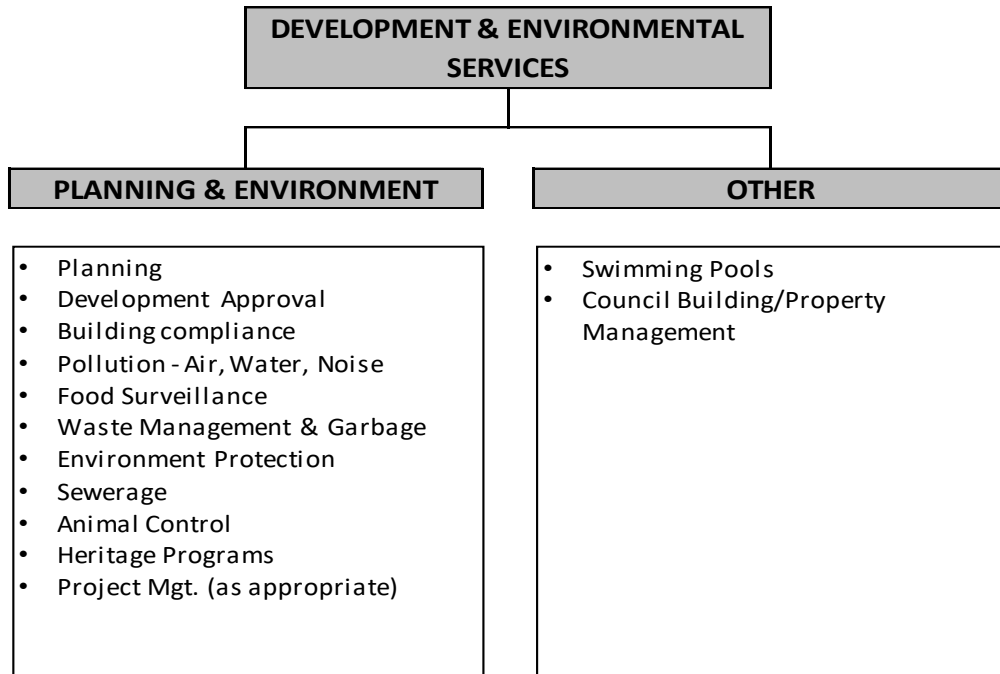 DEVELOPMENT & ENVIRONMENTAL
SERVICES
PLANNING & ENVIRONMENT
• Planning
• Development Approval
• Building compliance
• Pollution - Air, Water, Noise
• Food Surveillance
• Waste Management & Garbage
• Environment Protection
• Sewerage
• Animal Control
• Heritage Programs
• Project Mgt. (as appropriate)
OTHER
• Swimming Pools
• Council Building/Property
Management